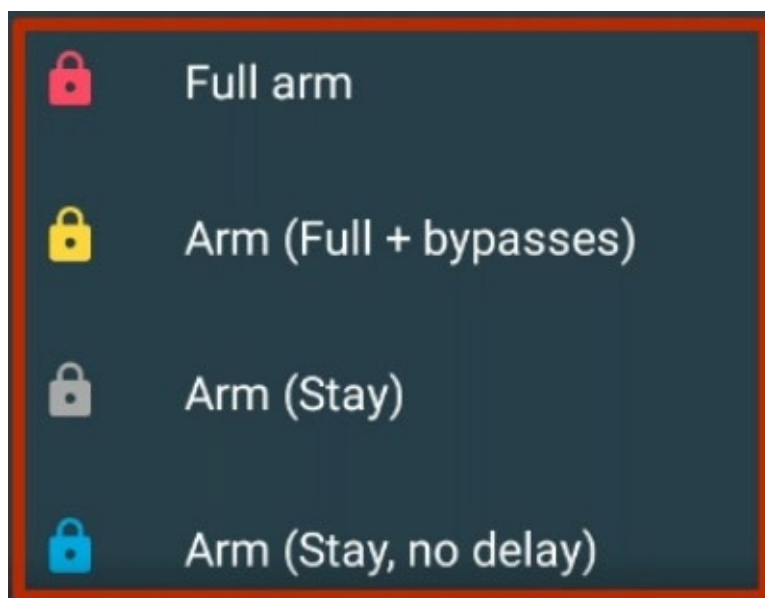 Full arm
Arm (Full + bypasses)
Arm (Stay)
Arm (Stay, no delay)